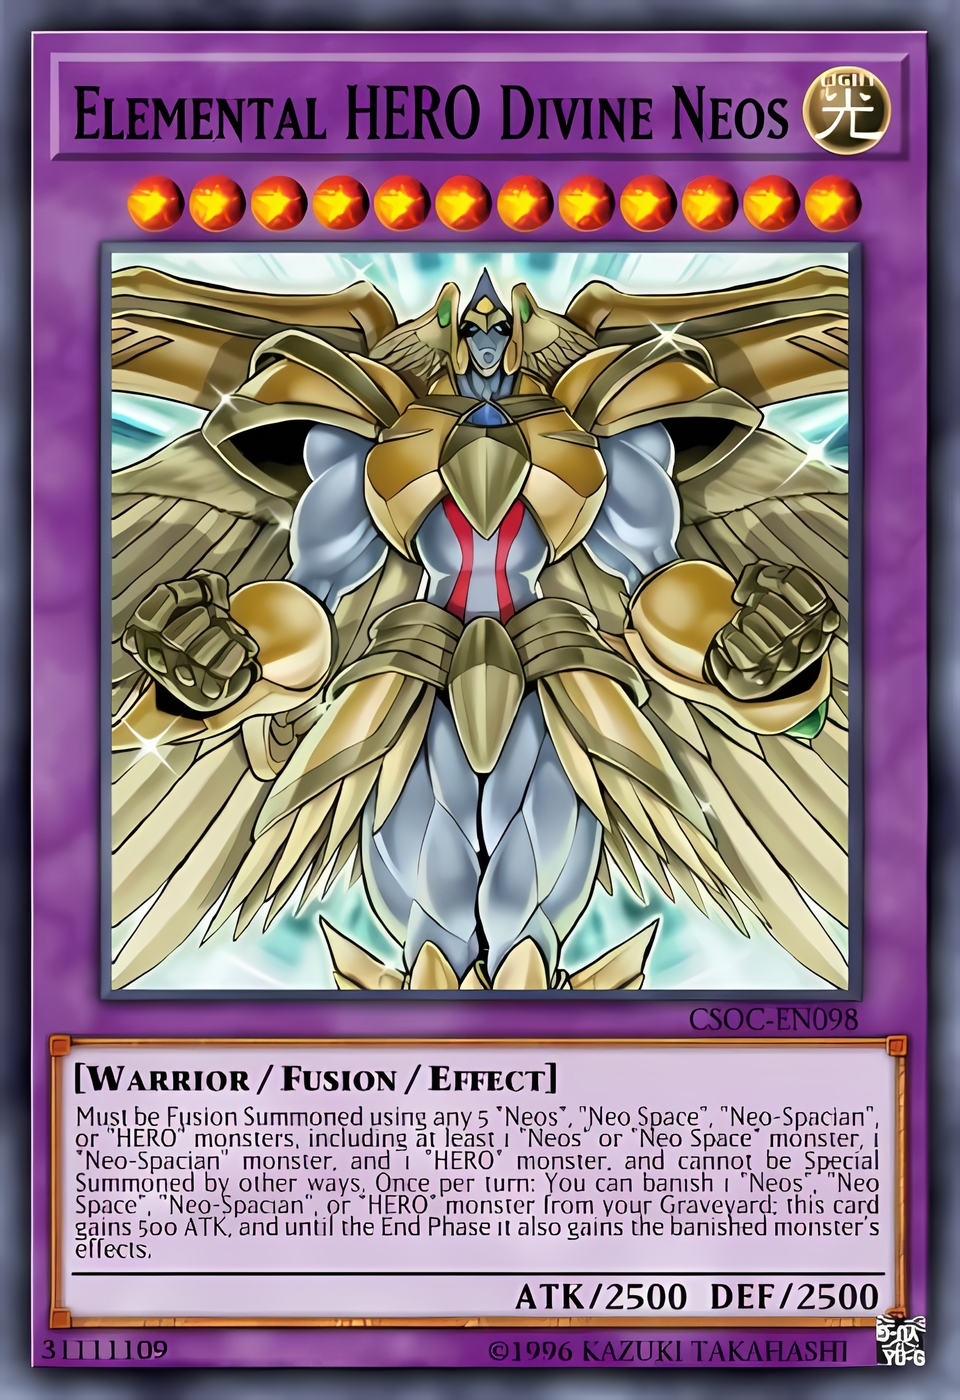 ELEMENTAL HERO DIVINE NEOS
光
CSOC-EN098
[WARRIOR / FUSION / EFFECT]
Must be Fusion Summoned using any 5 "Neos", "Neo Space", "Neo-Spacian",
or "HERO" monsters, including at least 1 "Neos" or "Neo Space" monster, 1
"Neo-Spacian" monster, and 1 "HERO" monster, and cannot be Special
Summoned by other ways. Once per turn: You can banish 1 "Neos", "Neo
Space", "Neo-Spacian", or "HERO" monster from your Graveyard; this card
gains 500 ATK, and until the End Phase it also gains the banished monster's
effects.
ATK/2500 DEF/2500
31111109
©1996 KAZUKI TAKAHASHI